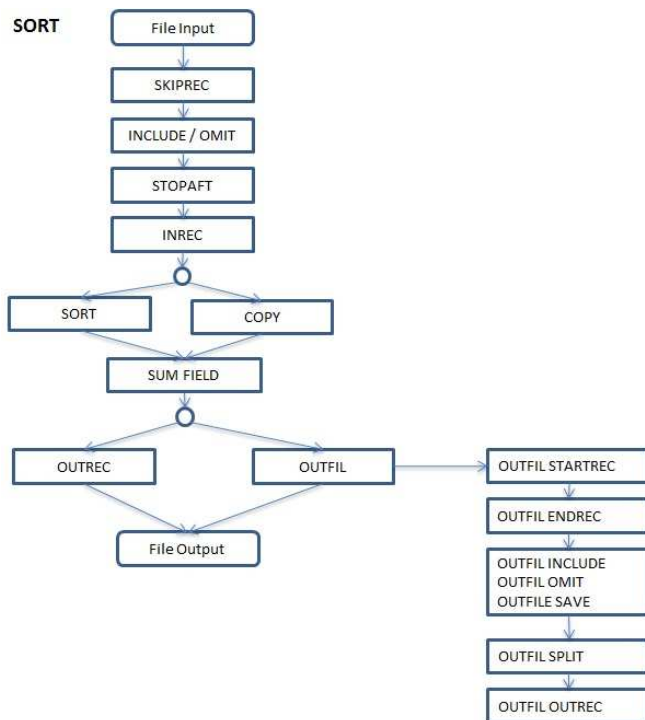 SORT
File Input
SKIPREC
INCLUDE / OMIT
STOPAFT
INREC
SORT
COPY
SUM FIELD
OUTREC
OUTFIL
File Output
OUTFIL STARTREC
OUTFIL ENDREC
OUTFIL INCLUDE
OUTFIL OMIT
OUTFILE SAVE
OUTFIL SPLIT
OUTFIL OUTREC